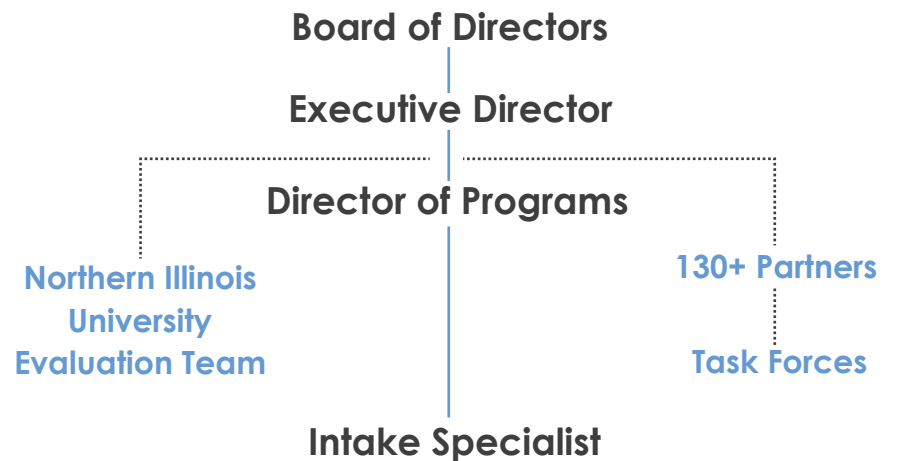 Board of Directors
Executive Director
Director of Programs
Northern Illinois
University
Evaluation Team
130+ Partners
Task Forces
Intake Specialist